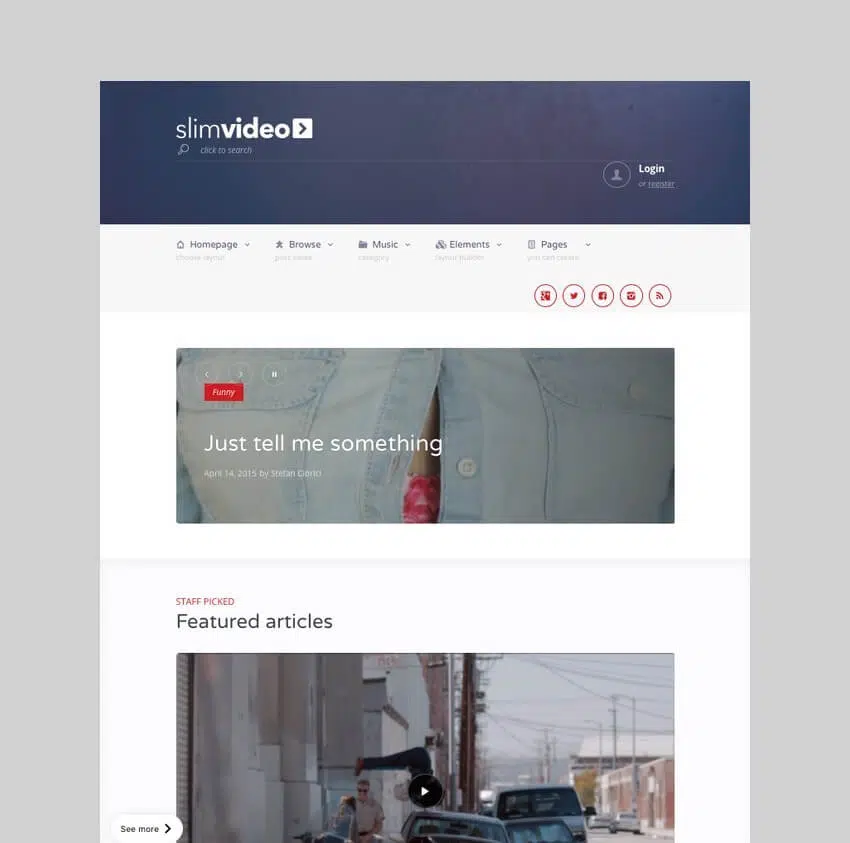 slimvideo
click to search
Login
or register
Homepage Browse Music Elements Pages
choose layout post views category layout builder you can create
Funny
Just tell me something
April 14, 2015 by Stefan Cibrici
STAFF PICKED
Featured articles
See more